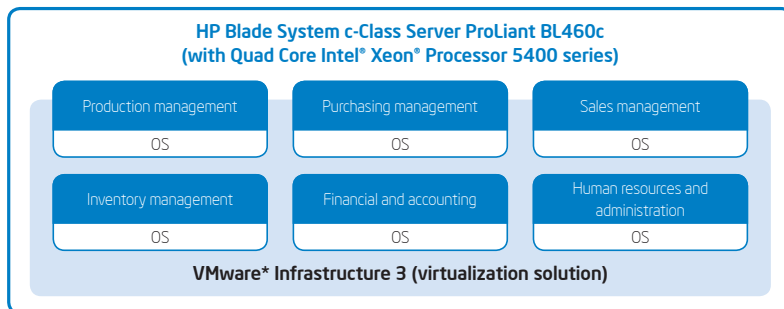 HP Blade System c-Class Server ProLiant BL460c
(with Quad Core Intel® Xeon® Processor 5400 series)
Production management
Purchasing management
Sales management
OS
OS
OS
Inventory management
Financial and accounting
Human resources and
administration
OS
OS
OS
VMware* Infrastructure 3 (virtualization solution)